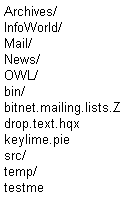 Archives/
InfoWorld/
Mail/
News/
OWL/
bin/
bitnet.mailing.lists.Z
drop.text.hqx
keylime.pie
src/
temp/
testme